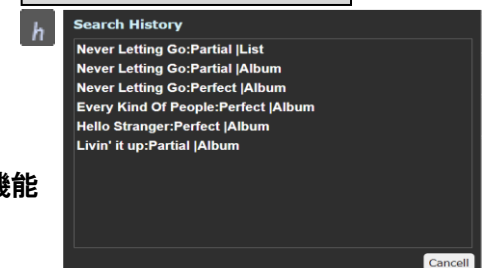 h
Search History
Never Letting Go:Partial |List
Never Letting Go:Partial |Album
Never Letting Go:Perfect |Album
Every Kind Of People:Perfect |Album
Hello Stranger:Perfect |Album
Livin' it up:Partial |Album
機能
Cancell